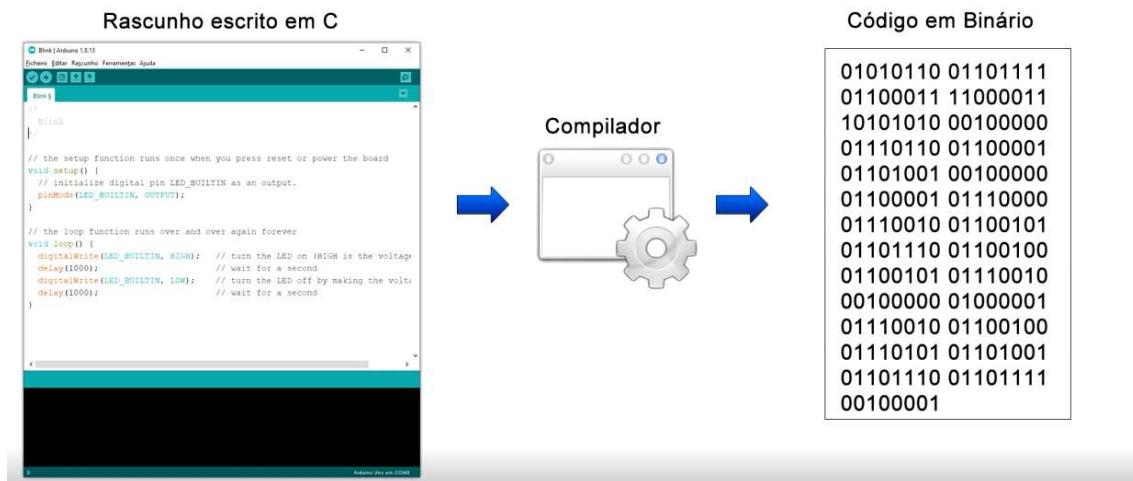 Rascunho escrito em C
Código em Binário
Compilador
Blink | Arduino 1.8.13
Ficheiro Editar Rascunho Ferramentas Ajuda
Blink §
/*
Blink
*/
// the setup function runs once when you press reset or power the board
void setup() {
// initialize digital pin LED_BUILTIN as an output.
pinMode(LED_BUILTIN, OUTPUT);
}
// the loop function runs over and over again forever
void loop() {
digitalWrite(LED_BUILTIN, HIGH); // turn the LED on (HIGH is the voltage
delay(1000); // wait for a second
digitalWrite(LED_BUILTIN, LOW); // turn the LED off by making the volta
delay(1000); // wait for a second
}
3 Arduino Uno em COM3
01010110 01101111
01100011 11000011
10101010 00100000
01110110 01100001
01101001 00100000
01100001 01110000
01110010 01100101
01101110 01100100
01100101 01110010
00100000 01000001
01110010 01100100
01110101 01101001
01101110 01101111
00100001